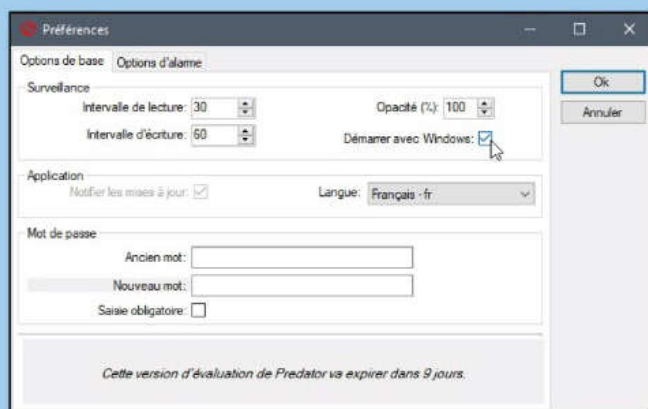 Préférences
Options de base Options d'alarme
Surveillance
Intervalle de lecture: 30 Opacité (%): 100
Intervalle d'écriture: 60 Démarrer avec Windows:
Ok
Annuler
Application
Notifier les mises à jour: Langue: Français - fr
Mot de passe
Ancien mot:
Nouveau mot:
Saisie obligatoire:
Cette version d'évaluation de Predator va expirer dans 9 jours.